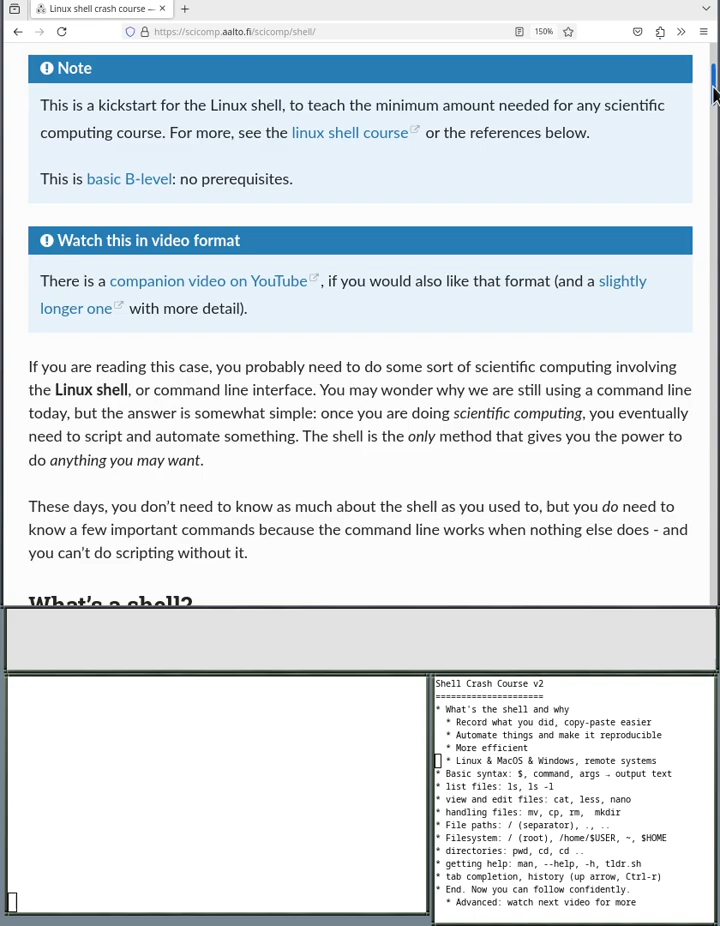 Linux shell crash course —
https://scicomp.aalto.fi/scicomp/shell/
150%
Note
This is a kickstart for the Linux shell, to teach the minimum amount needed for any scientific
computing course. For more, see the linux shell course or the references below.
This is basic B-level: no prerequisites.
Watch this in video format
There is a companion video on YouTube, if you would also like that format (and a slightly
longer one with more detail).
If you are reading this case, you probably need to do some sort of scientific computing involving
the Linux shell, or command line interface. You may wonder why we are still using a command line
today, but the answer is somewhat simple: once you are doing scientific computing, you eventually
need to script and automate something. The shell is the only method that gives you the power to
do anything you may want.
These days, you don't need to know as much about the shell as you used to, but you do need to
know a few important commands because the command line works when nothing else does - and
you can't do scripting without it.
What's a shell?
Shell Crash Course v2
=====================
* What's the shell and why
* Record what you did, copy-paste easier
* Automate things and make it reproducible
* More efficient
* Linux & MacOS & Windows, remote systems
* Basic syntax: $, command, args → output text
* list files: ls, ls -l
* view and edit files: cat, less, nano
* handling files: mv, cp, rm,  mkdir
* File paths: / (separator), ., ..
* Filesystem: / (root), /home/$USER, ~, $HOME
* directories: pwd, cd, cd ..
* getting help: man, --help, -h, tldr.sh
* tab completion, history (up arrow, Ctrl-r)
* End. Now you can follow confidently.
* Advanced: watch next video for more